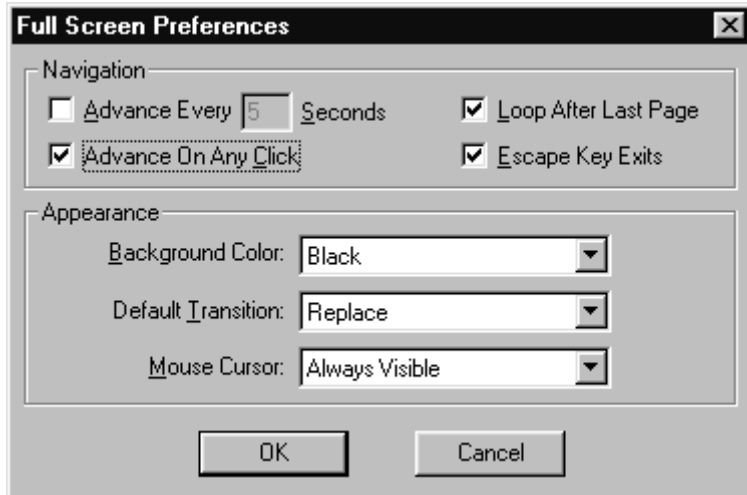 Full Screen Preferences
Navigation
Advance Every 5 Seconds
Loop After Last Page
Advance On Any Click
Escape Key Exits
Appearance
Background Color: Black
Default Transition: Replace
Mouse Cursor: Always Visible
OK Cancel